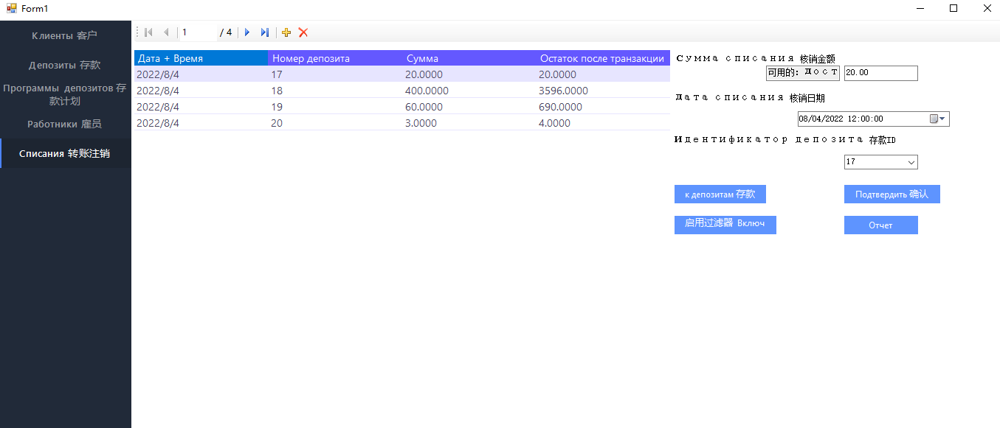 Form1
Клиенты 客户
Депозиты 存款
Программы депозитов 存
款计划
Работники 雇员
Списания 转账注销
1 / 4
Дата + Время Номер депозита Сумма Остаток после транзакции
2022/8/4 17 20.0000 20.0000
2022/8/4 18 400.0000 3596.0000
2022/8/4 19 60.0000 690.0000
2022/8/4 20 3.0000 4.0000
Сумма списания 核销金额
可用的: Дост 20.00
Дата списания 核销日期
08/04/2022 12:00:00
Идентификатор депозита 存款ID
17
к депозитам 存款 Подтвердить 确认
启用过滤器 Включ Отчет